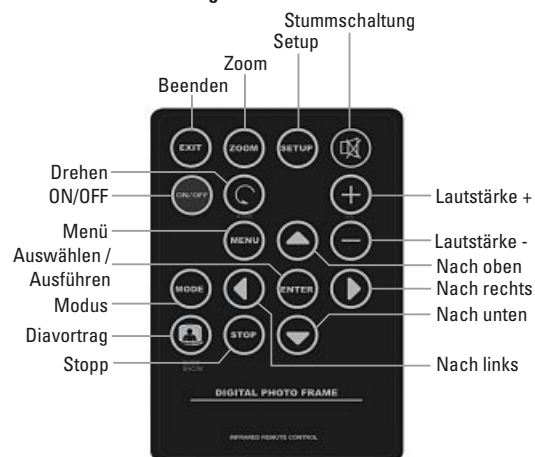 Stummschaltung
Setup
Zoom
Beenden
EXIT ZOOM SETUP
Drehen
ON/OFF
ON/OFF
Lautstärke +
Menü
MENU
Lautstärke -
Auswählen /
Ausführen
Nach oben
MODE ENTER
Nach rechts
Modus
Nach unten
Diavortrag
STOP
Stopp
SHOW
Nach links
DIGITAL PHOTO FRAME
INFRARED REMOTE CONTROL